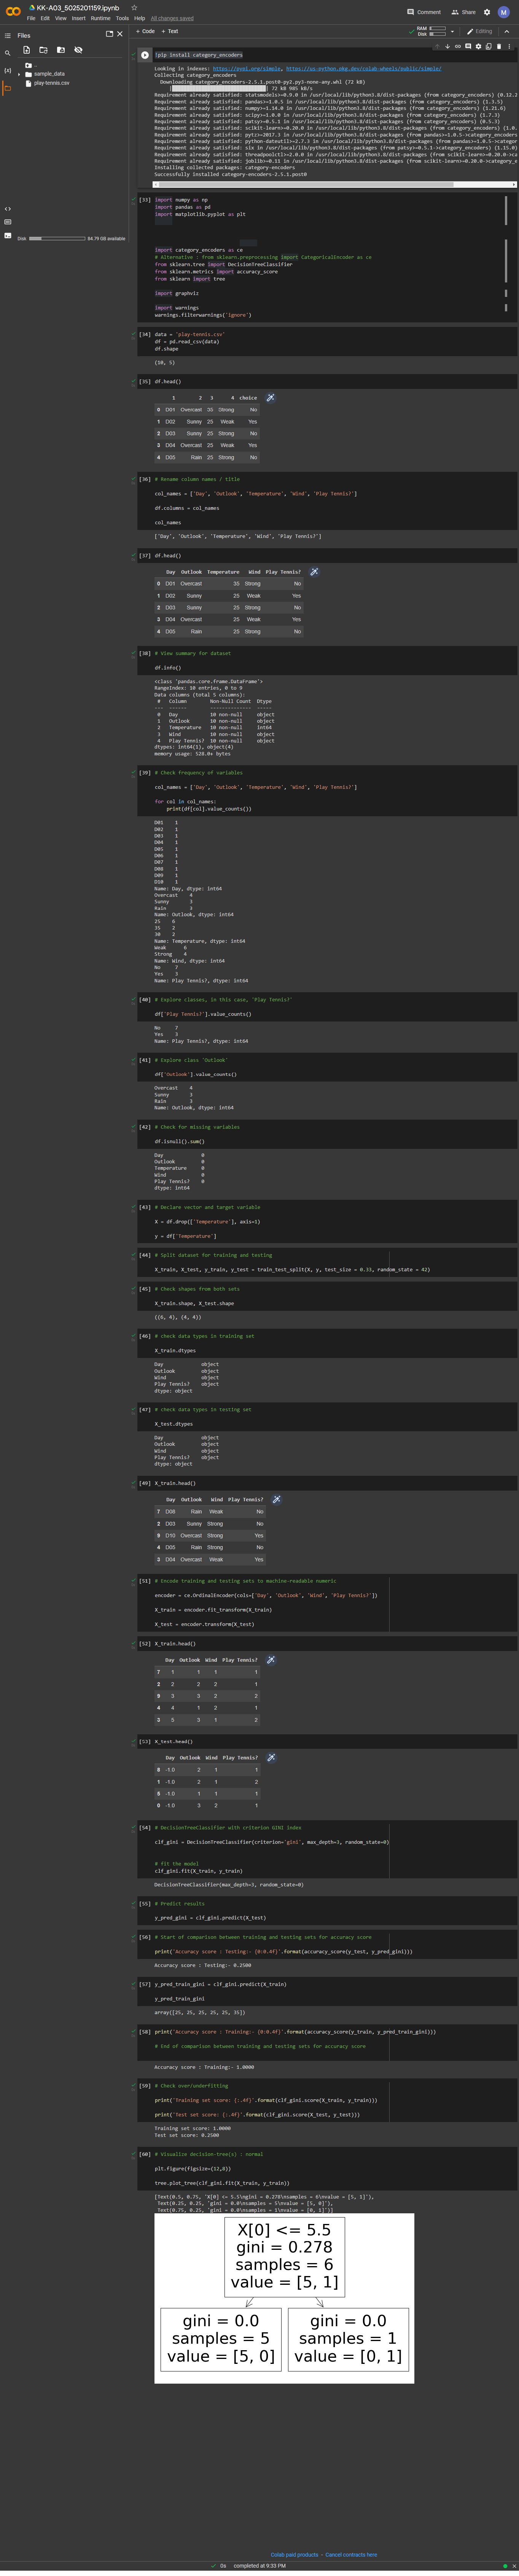 KK-A03_5025201159.ipynb
File Edit View Insert Runtime Tools Help All changes saved
Comment Share M
Files
+ Code + Text
RAM
Disk
Editing
..
sample_data
play-tennis.csv
Disk 84.79 GB available
!pip install category_encoders
Looking in indexes: https://pypi.org/simple, https://us-python.pkg.dev/colab-wheels/public/simple/
Collecting category_encoders
Downloading category_encoders-2.5.1.post0-py2.py3-none-any.whl (72 kB)
72 kB 985 kB/s
Requirement already satisfied: statsmodels>=0.9.0 in /usr/local/lib/python3.8/dist-packages (from category_encoders) (0.12.2
Requirement already satisfied: pandas>=1.0.5 in /usr/local/lib/python3.8/dist-packages (from category_encoders) (1.3.5)
Requirement already satisfied: numpy>=1.14.0 in /usr/local/lib/python3.8/dist-packages (from category_encoders) (1.21.6)
Requirement already satisfied: scipy>=1.0.0 in /usr/local/lib/python3.8/dist-packages (from category_encoders) (1.7.3)
Requirement already satisfied: patsy>=0.5.1 in /usr/local/lib/python3.8/dist-packages (from category_encoders) (0.5.3)
Requirement already satisfied: scikit-learn>=0.20.0 in /usr/local/lib/python3.8/dist-packages (from category_encoders) (1.0.
Requirement already satisfied: pytz>=2017.3 in /usr/local/lib/python3.8/dist-packages (from pandas>=1.0.5->category_encoders
Requirement already satisfied: python-dateutil>=2.7.3 in /usr/local/lib/python3.8/dist-packages (from pandas>=1.0.5->categor
Requirement already satisfied: six in /usr/local/lib/python3.8/dist-packages (from patsy>=0.5.1->category_encoders) (1.15.0)
Requirement already satisfied: threadpoolctl>=2.0.0 in /usr/local/lib/python3.8/dist-packages (from scikit-learn>=0.20.0->ca
Requirement already satisfied: joblib>=0.11 in /usr/local/lib/python3.8/dist-packages (from scikit-learn>=0.20.0->category_e
Installing collected packages: category-encoders
Successfully installed category-encoders-2.5.1.post0
[33] import numpy as np
import pandas as pd
import matplotlib.pyplot as plt
import category_encoders as ce
# Alternative : from sklearn.preprocessing import CategoricalEncoder as ce
from sklearn.tree import DecisionTreeClassifier
from sklearn.metrics import accuracy_score
from sklearn import tree
import graphviz
import warnings
warnings.filterwarnings('ignore')
[34] data = 'play-tennis.csv'
df = pd.read_csv(data)
df.shape
(10, 5)
[35] df.head()
1 2 3 4 choice
0 D01 Overcast 35 Strong No
1 D02 Sunny 25 Weak Yes
2 D03 Sunny 25 Strong No
3 D04 Overcast 25 Weak Yes
4 D05 Rain 25 Strong No
[36] # Rename column names / title
col_names = ['Day', 'Outlook', 'Temperature', 'Wind', 'Play Tennis?']
df.columns = col_names
col_names
['Day', 'Outlook', 'Temperature', 'Wind', 'Play Tennis?']
[37] df.head()
Day Outlook Temperature Wind Play Tennis?
0 D01 Overcast 35 Strong No
1 D02 Sunny 25 Weak Yes
2 D03 Sunny 25 Strong No
3 D04 Overcast 25 Weak Yes
4 D05 Rain 25 Strong No
[38] # View summary for dataset
df.info()
<class 'pandas.core.frame.DataFrame'>
RangeIndex: 10 entries, 0 to 9
Data columns (total 5 columns):
# Column Non-Null Count Dtype
--- ------ -------------- -----
0 Day 10 non-null object
1 Outlook 10 non-null object
2 Temperature 10 non-null int64
3 Wind 10 non-null object
4 Play Tennis? 10 non-null object
dtypes: int64(1), object(4)
memory usage: 528.0+ bytes
[39] # Check frequency of variables
col_names = ['Day', 'Outlook', 'Temperature', 'Wind', 'Play Tennis?']
for col in col_names:
print(df[col].value_counts())
D01 1
D02 1
D03 1
D04 1
D05 1
D06 1
D07 1
D08 1
D09 1
D10 1
Name: Day, dtype: int64
Overcast 4
Sunny 3
Rain 3
Name: Outlook, dtype: int64
25 6
35 2
30 2
Name: Temperature, dtype: int64
Weak 6
Strong 4
Name: Wind, dtype: int64
No 7
Yes 3
Name: Play Tennis?, dtype: int64
[40] # Explore classes, in this case, 'Play Tennis?'
df['Play Tennis?'].value_counts()
No 7
Yes 3
Name: Play Tennis?, dtype: int64
[41] # Explore class 'Outlook'
df['Outlook'].value_counts()
Overcast 4
Sunny 3
Rain 3
Name: Outlook, dtype: int64
[42] # Check for missing variables
df.isnull().sum()
Day 0
Outlook 0
Temperature 0
Wind 0
Play Tennis? 0
dtype: int64
[43] # Declare vector and target variable
X = df.drop(['Temperature'], axis=1)
y = df['Temperature']
[44] # Split dataset for training and testing
X_train, X_test, y_train, y_test = train_test_split(X, y, test_size = 0.33, random_state = 42)
[45] # Check shapes from both sets
X_train.shape, X_test.shape
((6, 4), (4, 4))
[46] # check data types in training set
X_train.dtypes
Day object
Outlook object
Wind object
Play Tennis? object
dtype: object
[47] # check data types in testing set
X_test.dtypes
Day object
Outlook object
Wind object
Play Tennis? object
dtype: object
[49] X_train.head()
Day Outlook Wind Play Tennis?
7 D08 Rain Weak No
2 D03 Sunny Strong No
9 D10 Overcast Strong Yes
4 D05 Rain Strong No
3 D04 Overcast Weak Yes
[51] # Encode training and testing sets to machine-readable numeric
encoder = ce.OrdinalEncoder(cols=['Day', 'Outlook', 'Wind', 'Play Tennis?'])
X_train = encoder.fit_transform(X_train)
X_test = encoder.transform(X_test)
[52] X_train.head()
Day Outlook Wind Play Tennis?
7 1 1 1 1
2 2 2 2 1
9 3 3 2 2
4 4 1 2 1
3 5 3 1 2
[53] X_test.head()
Day Outlook Wind Play Tennis?
8 -1.0 2 1 1
1 -1.0 2 1 2
5 -1.0 1 1 1
0 -1.0 3 2 1
[54] # DecisionTreeClassifier with criterion GINI index
clf_gini = DecisionTreeClassifier(criterion='gini', max_depth=3, random_state=0)
# fit the model
clf_gini.fit(X_train, y_train)
DecisionTreeClassifier(max_depth=3, random_state=0)
[55] # Predict results
y_pred_gini = clf_gini.predict(X_test)
[56] # Start of comparison between training and testing sets for accuracy score
print('Accuracy score : Testing:- {0:0.4f}'.format(accuracy_score(y_test, y_pred_gini)))
Accuracy score : Testing:- 0.2500
[57] y_pred_train_gini = clf_gini.predict(X_train)
y_pred_train_gini
array([25, 25, 25, 25, 25, 35])
[58] print('Accuracy score : Training:- {0:0.4f}'.format(accuracy_score(y_train, y_pred_train_gini)))
# End of comparison between training and testing sets for accuracy score
Accuracy score : Training:- 1.0000
[59] # Check over/underfitting
print('Training set score: {:.4f}'.format(clf_gini.score(X_train, y_train)))
print('Test set score: {:.4f}'.format(clf_gini.score(X_test, y_test)))
Training set score: 1.0000
Test set score: 0.2500
[60] # Visualise decision-tree(s) : normal
plt.figure(figsize=(12,8))
tree.plot_tree(clf_gini.fit(X_train, y_train))
[Text(0.5, 0.75, 'X[0] <= 5.5\ngini = 0.278\nsamples = 6\nvalue = [5, 1]'),
Text(0.25, 0.25, 'gini = 0.0\nsamples = 5\nvalue = [5, 0]'),
Text(0.75, 0.25, 'gini = 0.0\nsamples = 1\nvalue = [0, 1]')]
X[0] <= 5.5
gini = 0.278
samples = 6
value = [5, 1]
gini = 0.0
samples = 5
value = [5, 0]
gini = 0.0
samples = 1
value = [0, 1]
Colab paid products - Cancel contracts here
0s completed at 9:33 PM